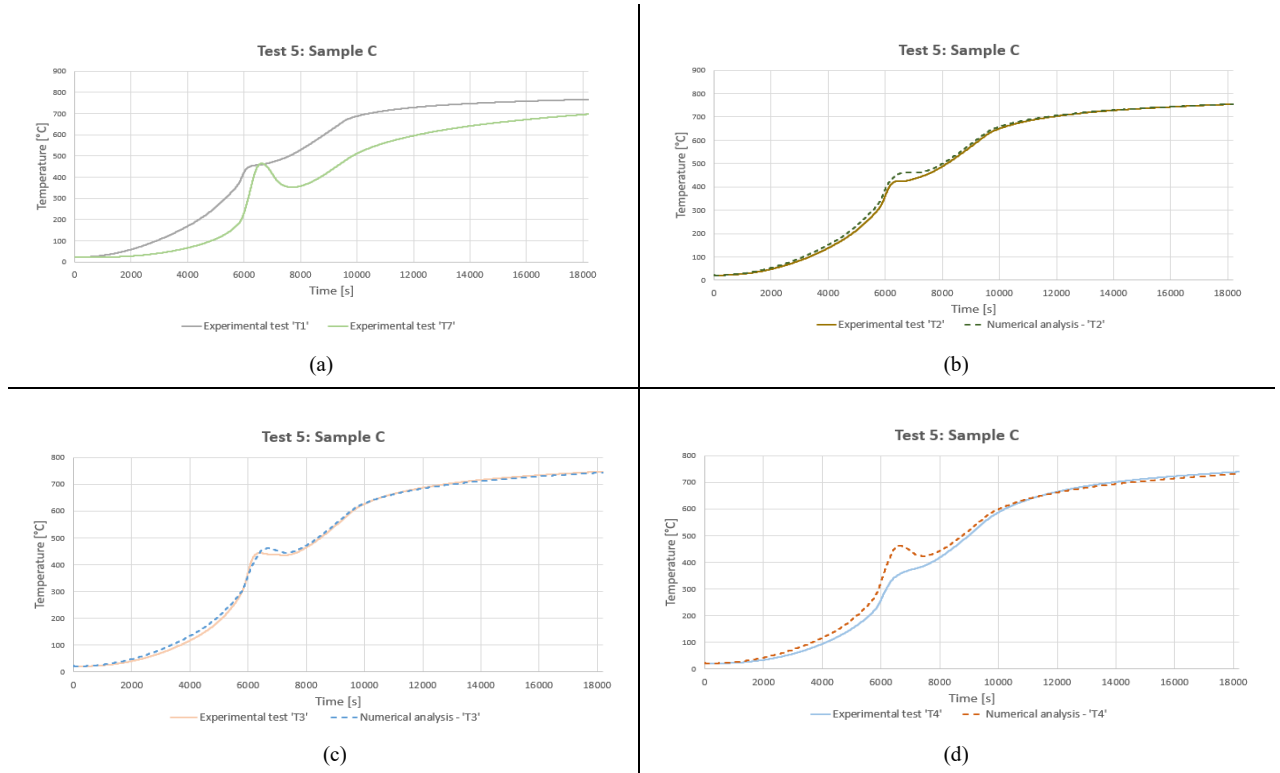 Test 5: Sample C
Temperature [°C]
900
800
700
600
500
400
300
200
100
0
0 2000 4000 6000 8000 10000 12000 14000 16000 18000
Time [s]
Experimental test 'T1' Experimental test 'T7'
(a)
Test 5: Sample C
Temperature [°C]
900
800
700
600
500
400
300
200
100
0
0 2000 4000 6000 8000 10000 12000 14000 16000 18000
Time [s]
Experimental test 'T2' Numerical analysis - 'T2'
(b)
Test 5: Sample C
Temperature [°C]
800
700
600
500
400
300
200
100
0
0 2000 4000 6000 8000 10000 12000 14000 16000 18000
Time [s]
Experimental test 'T3' Numerical analysis - 'T3'
(c)
Test 5: Sample C
Temperature [°C]
800
700
600
500
400
300
200
100
0
0 2000 4000 6000 8000 10000 12000 14000 16000 18000
Time [s]
Experimental test 'T4' Numerical analysis - 'T4'
(d)